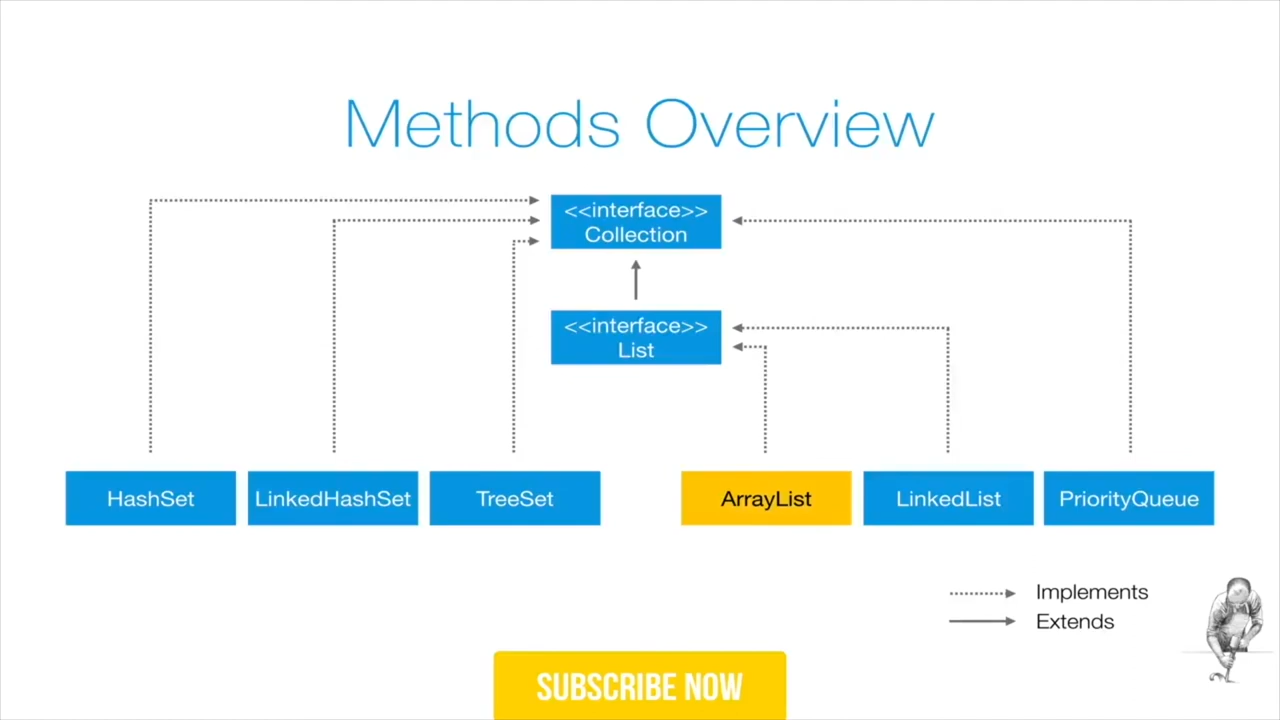 Methods Overview
<<interface>>
Collection
<<interface>>
List
HashSet
LinkedHashSet
TreeSet
ArrayList
LinkedList
PriorityQueue
Implements
Extends
SUBSCRIBE NOW